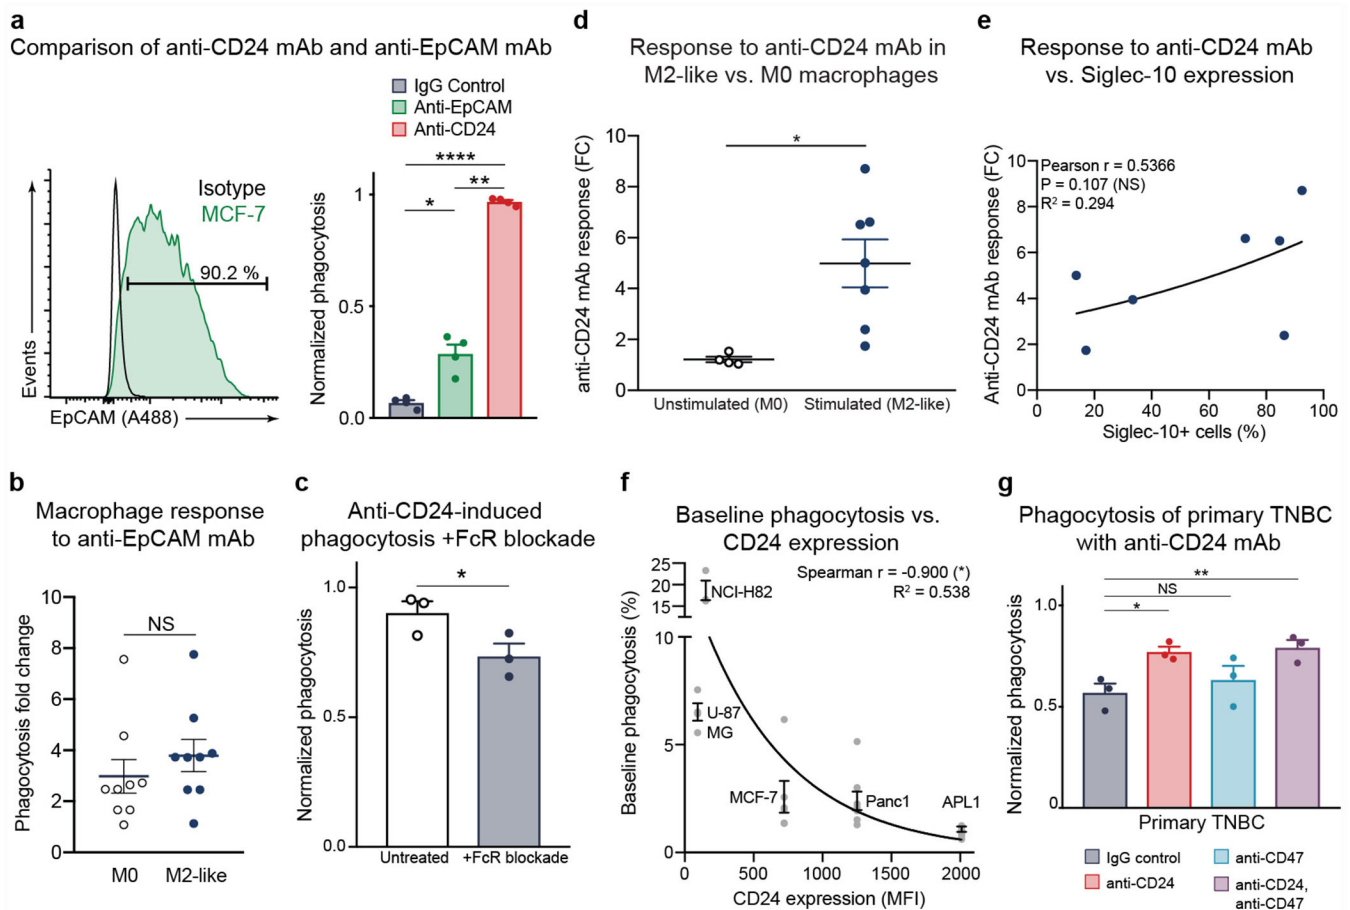 a
Comparison of anti-CD24 mAb and anti-EpCAM mAb
IgG Control
Anti-EpCAM
Anti-CD24
Isotype
MCF-7
90.2 %
Events
EpCAM (A488)
Normalized phagocytosis
1
0.5
0.0
****
**
*
d
Response to anti-CD24 mAb in
M2-like vs. M0 macrophages
anti-CD24 mAb response (FC)
10
8
6
4
2
0
*
Unstimulated (M0)
Stimulated (M2-like)
e
Response to anti-CD24 mAb
vs. Siglec-10 expression
Anti-CD24 mAb response (FC)
10
8
6
4
2
0
Pearson r = 0.5366
P = 0.107 (NS)
R² = 0.294
0 20 40 60 80 100
Siglec-10+ cells (%)
b
Macrophage response
to anti-EpCAM mAb
Phagocytosis fold change
10
8
6
4
2
0
NS
M0 M2-like
c
Anti-CD24-induced
phagocytosis +FcR blockade
Normalized phagocytosis
1.0
0.5
0.0
*
Untreated +FcR blockade
f
Baseline phagocytosis vs.
CD24 expression
Baseline phagocytosis (%)
25
20
15
10
5
0
Spearman r = -0.900 (*)
R² = 0.538
NCI-H82
U-87
MG
MCF-7
Panc1
APL1
0 500 1000 1500 2000
CD24 expression (MFI)
g
Phagocytosis of primary TNBC
with anti-CD24 mAb
Normalized phagocytosis
1.0
0.5
0
**
NS
*
Primary TNBC
IgG control
anti-CD24
anti-CD47
anti-CD24,
anti-CD47